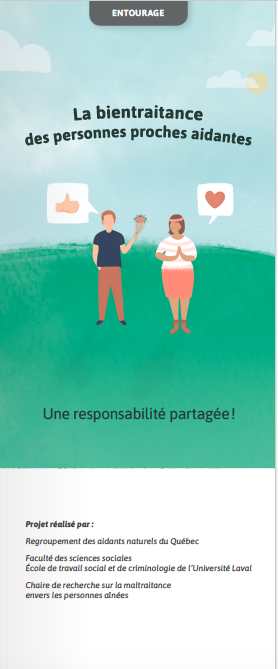 ENTOURAGE
La bientraitance
des personnes proches aidantes
Une responsabilité partagée !
Projet réalisé par :
Regroupement des aidants naturels du Québec
Faculté des sciences sociales
École de travail social et de criminologie de l'Université Laval
Chaire de recherche sur la maltraitance
envers les personnes aînées